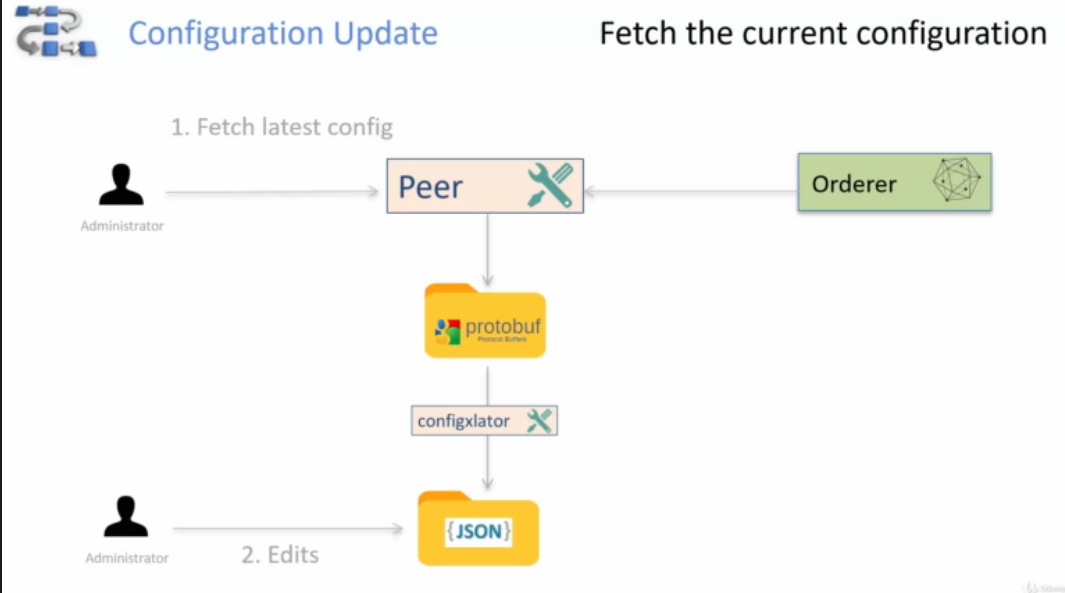 Configuration Update
Fetch the current configuration
1. Fetch latest config
Peer
Orderer
Administrator
protobuf
Protocol Buffers
configxlator
{JSON}
2. Edits
Administrator